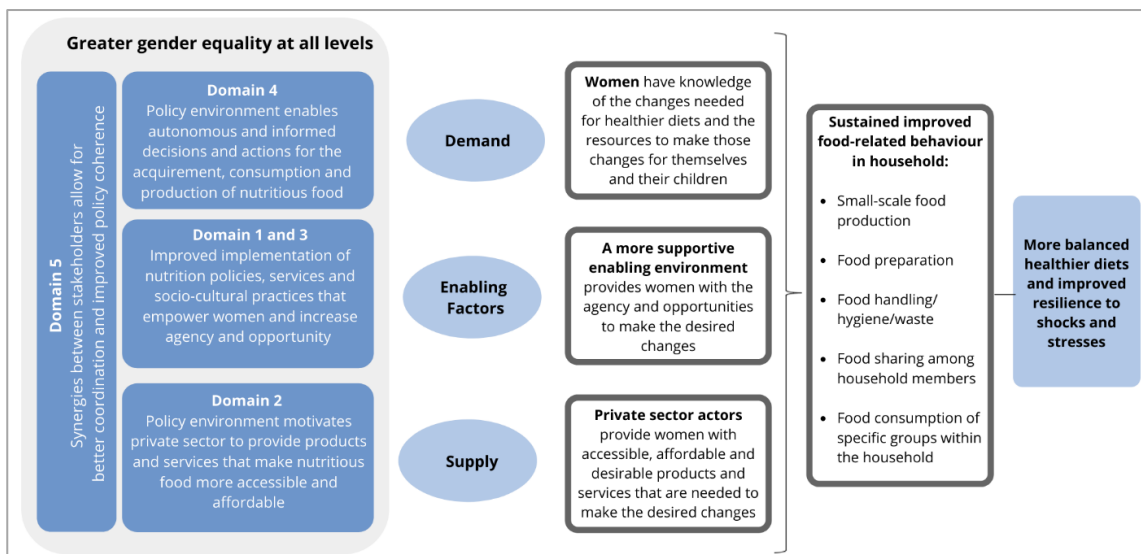 Greater gender equality at all levels
Domain 5
Synergies between stakeholders allow for
better coordination and improved policy coherence
Domain 4
Policy environment enables
autonomous and informed
decisions and actions for the
acquirement, consumption and
production of nutritious food
Domain 1 and 3
Improved implementation of
nutrition policies, services and
socio-cultural practices that
empower women and increase
agency and opportunity
Domain 2
Policy environment motivates
private sector to provide products
and services that make nutritious
food more accessible and
affordable
Demand
Enabling
Factors
Supply
Women have knowledge
of the changes needed
for healthier diets and the
resources to make those
changes for themselves
and their children
A more supportive
enabling environment
provides women with the
agency and opportunities
to make the desired
changes
Private sector actors
provide women with
accessible, affordable and
desirable products and
services that are needed to
make the desired changes
Sustained improved
food-related behaviour
in household:
• Small-scale food
production
• Food preparation
• Food handling/
hygiene/waste
• Food sharing among
household members
• Food consumption of
specific groups within
the household
More balanced
healthier diets
and improved
resilience to
shocks and
stresses